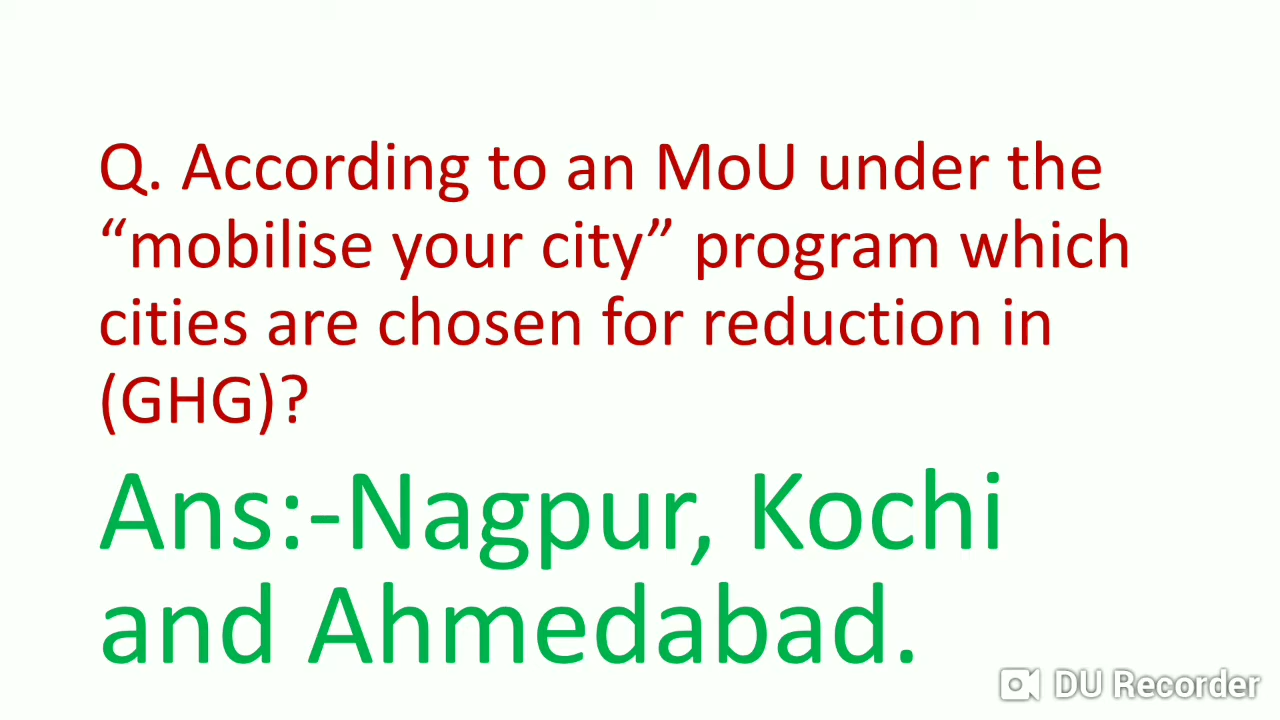 Q. According to an MoU under the
“mobilise your city” program which
cities are chosen for reduction in
(GHG)?
Ans:-Nagpur, Kochi
and Ahmedabad.
DU Recorder